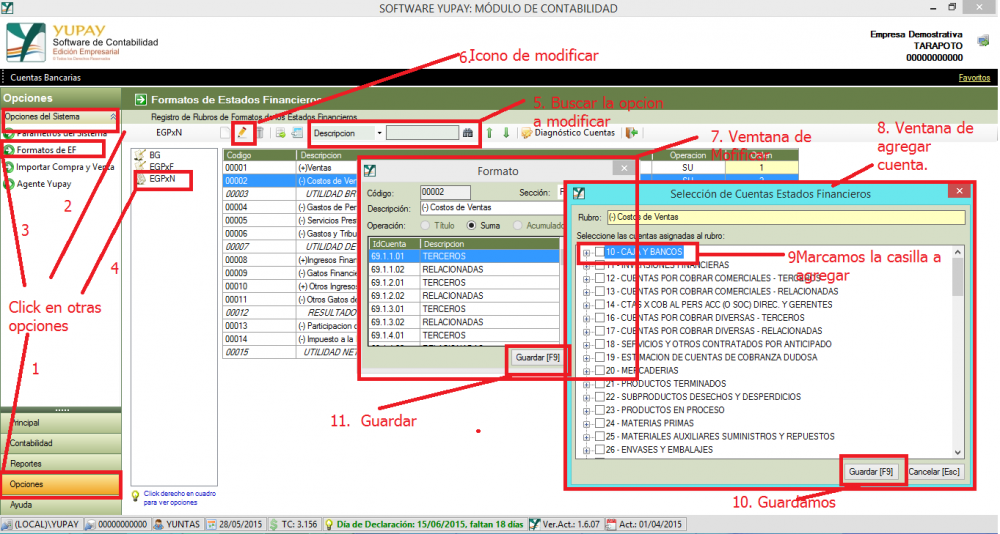 SOFTWARE YUPAY: MÓDULO DE CONTABILIDAD
YUPAY
Software de Contabilidad
Edición Empresarial
Empresa Demostrativa
TARAPOTO
00000000000
6.Icono de modificar
Cuentas Bancarias
Favoritos
Opciones
Formatos de Estados Financieros
5. Buscar la opcion
a modificar
Opciones del Sistema
Registro de Rubros de Formatos de los Estados Financieros
EGPxN
Descripcion
Diagnóstico Cuentas
7. Vemtana de
Mofificar
8. Ventana de
agregar
cuenta.
Parametros del Sistema
Formatos de EF
Importar Compra y Venta
Agente Yupay
BG
EGPxF
EGPxN
Codigo
Descripcion
Operacion
Orden
00001
(+)Ventas
SU
1
00002
(-) Costos de Ven
SU
2
00003
UTILIDAD BR
00004
(-) Gastos de Per
00005
(-) Servicios Pres
00006
(-) Gastos y Tribu
00007
UTILIDAD DE
00008
(+)Ingresos Finan
00009
(-) Gatos Financie
00010
(+) Otros Ingreso
00011
(-) Otros Gatos de
00012
RESULTADO
00013
(-) Participacion d
00014
(-) Impuesto a la
00015
UTILIDAD NET
Formato
Código:
00002
Sección:
Descripción:
(-) Costos de Ventas
Operación:
Título
Suma
Acumulado
IdCuenta
Descripcion
69.1.1.01
TERCEROS
69.1.1.02
RELACIONADAS
69.1.2.01
TERCEROS
69.1.2.02
RELACIONADAS
69.1.3.01
TERCEROS
69.1.3.02
RELACIONADAS
69.1.4.01
TERCEROS
Guardar [F9]
11. Guardar
Selección de Cuentas Estados Financieros
Rubro:
(-) Costos de Ventas
Seleccione las cuentas asignadas al rubro:
10 - CAJA Y BANCOS
9Marcamos la casilla a
agregar
11 - INVERSIONES FINANCIERAS
12 - CUENTAS POR COBRAR COMERCIALES - TERCEROS
13 - CUENTAS POR COBRAR COMERCIALES - RELACIONADAS
14 - CTAS X COB AL PERS ACC (O SOC) DIREC. Y GERENTES
16 - CUENTAS POR COBRAR DIVERSAS - TERCEROS
17 - CUENTAS POR COBRAR DIVERSAS - RELACIONADAS
18 - SERVICIOS Y OTROS CONTRATADOS POR ANTICIPADO
19 - ESTIMACION DE CUENTAS DE COBRANZA DUDOSA
20 - MERCADERIAS
21 - PRODUCTOS TERMINADOS
22 - SUBPRODUCTOS DESECHOS Y DESPERDICIOS
23 - PRODUCTOS EN PROCESO
24 - MATERIAS PRIMAS
25 - MATERIALES AUXILIARES SUMINISTROS Y REPUESTOS
26 - ENVASES Y EMBALAJES
Guardar [F9]
Cancelar [Esc]
10. Guardamos
2
3
4
Click en otras
opciones
1
Principal
Contabilidad
Reportes
Opciones
Ayuda
Click derecho en cuadro
para ver opciones
(LOCAL)\YUPAY
00000000000
YUNTAS
28/05/2015
TC: 3.156
Día de Declaración: 15/06/2015, faltan 18 días
Ver.Act.: 1.6.07
Act.: 01/04/2015